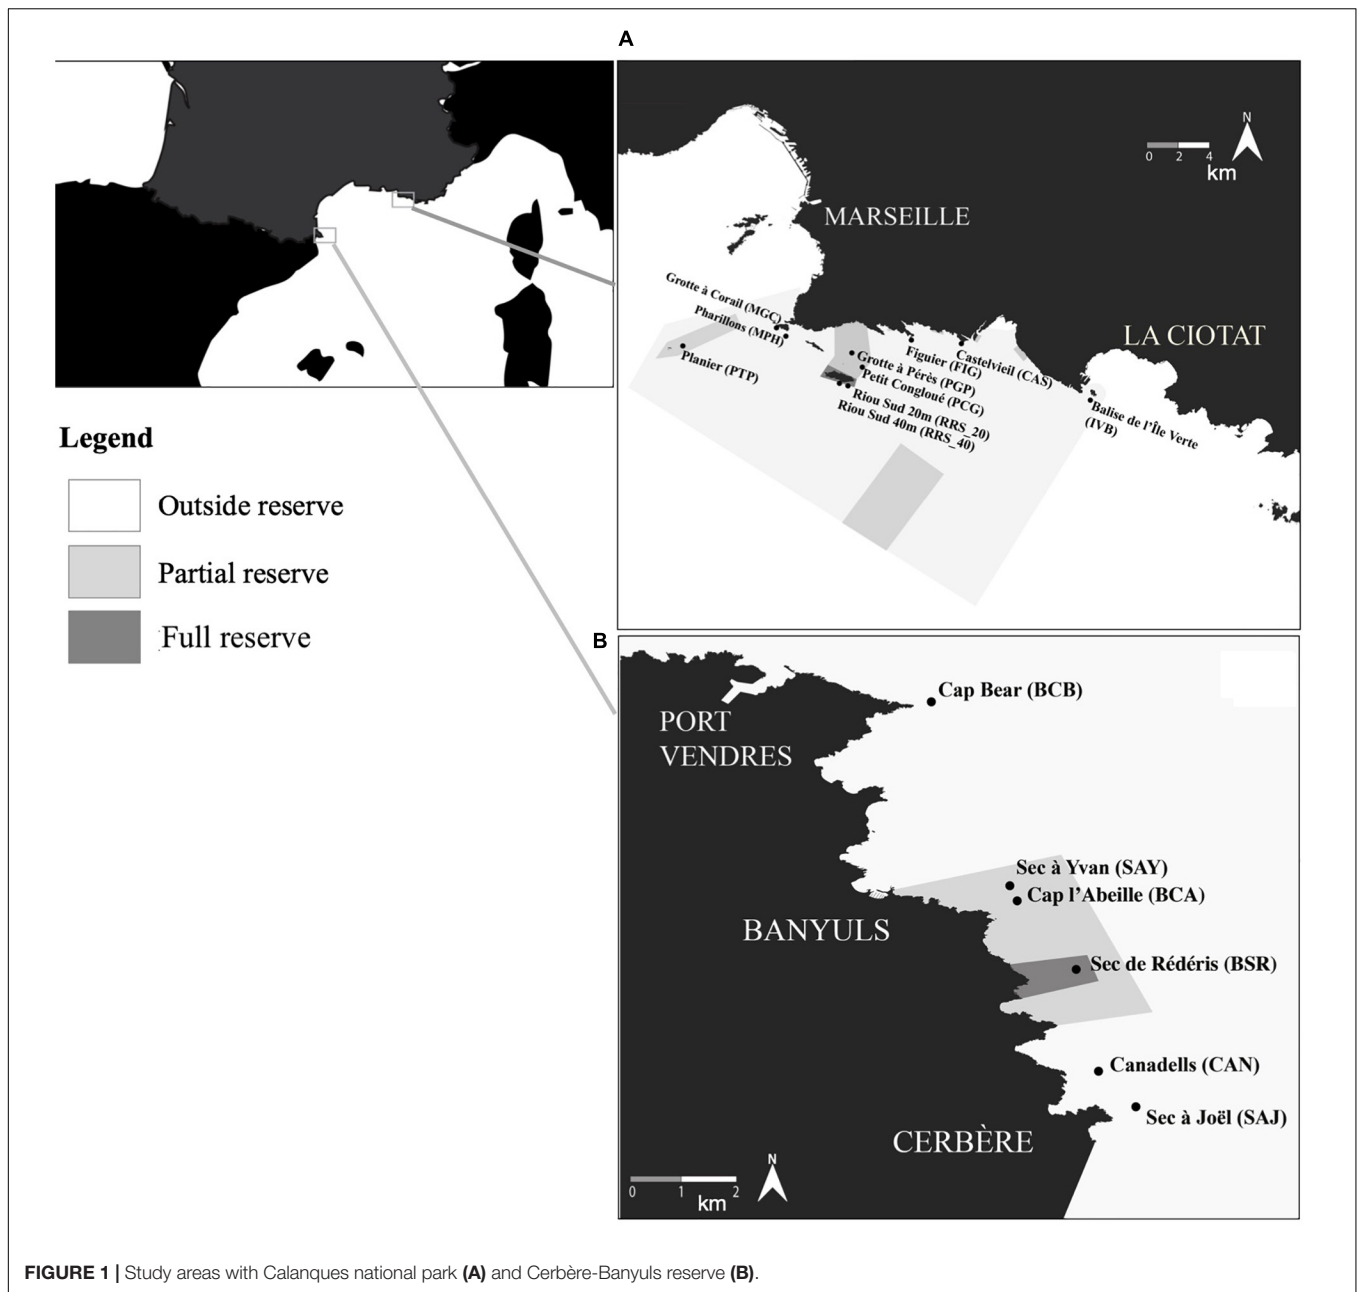 A
N
0 2 4
km
MARSEILLE
LA CIOTAT
Grotte à Corail (MGC)
Pharillons (MPH)
Planier (PTP)
Figuier (FIG)
Castelvieil (CAS)
Grotte à Pérès (PGP)
Petit Congloué (PCG)
Riou Sud 20m (RRS_20)
Riou Sud 40m (RRS_40)
Balise de l'Île Verte
(IVB)
Legend
Outside reserve
Partial reserve
Full reserve
B
Cap Bear (BCB)
PORT
VENDRES
Sec à Yvan (SAY)
Cap l'Abeille (BCA)
BANYULS
Sec de Rédéris (BSR)
Canadells (CAN)
Sec à Joël (SAJ)
CERBÈRE
N
0 1 2
km
FIGURE 1 | Study areas with Calanques national park (A) and Cerbère-Banyuls reserve (B).